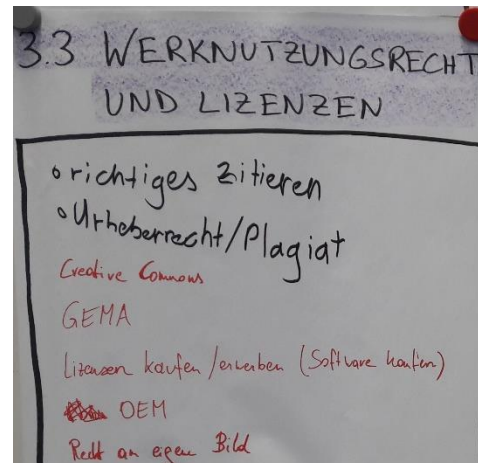 3.3 WERKNUTZUNGSRECHT
UND LIZENZEN
o richtiges Zitieren
o Urheberrecht/Plagiat
Creative Commons
GEMA
Lizenzen kaufen/erwerben (Software kaufen)
OEM
Recht an eigen Bild